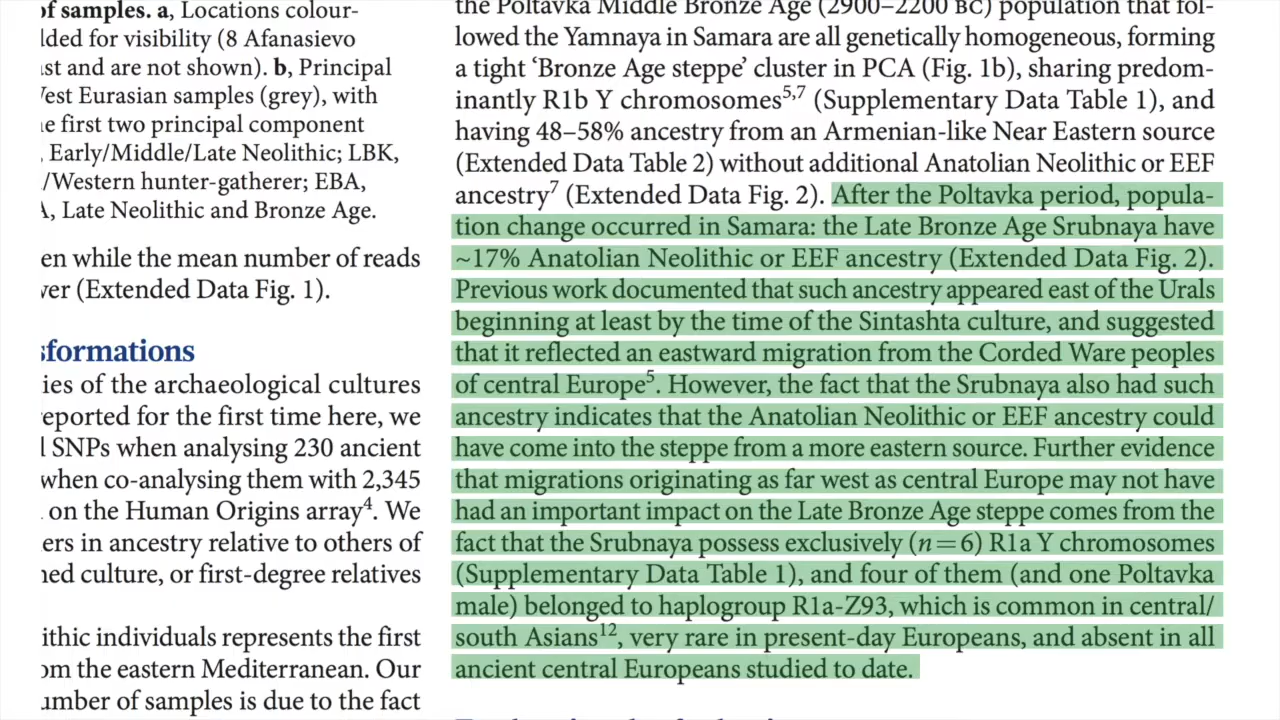 of samples. a, Locations colour-
ded for visibility (8 Afanasievo
st and are not shown). b, Principal
West Eurasian samples (grey), with
e first two principal component
, Early/Middle/Late Neolithic; LBK,
/Western hunter-gatherer; EBA,
A, Late Neolithic and Bronze Age.
en while the mean number of reads
ver (Extended Data Fig. 1).
sformations
ies of the archaeological cultures
eported for the first time here, we
l SNPs when analysing 230 ancient
when co-analysing them with 2,345
. on the Human Origins array4. We
ers in ancestry relative to others of
ned culture, or first-degree relatives
ithic individuals represents the first
om the eastern Mediterranean. Our
umber of samples is due to the fact
the Poltavka Middle Bronze Age (2900–2200 BC) population that fol-
lowed the Yamnaya in Samara are all genetically homogeneous, forming
a tight ‘Bronze Age steppe’ cluster in PCA (Fig. 1b), sharing predom-
inantly R1b Y chromosomes5,7 (Supplementary Data Table 1), and
having 48–58% ancestry from an Armenian-like Near Eastern source
(Extended Data Table 2) without additional Anatolian Neolithic or EEF
ancestry7 (Extended Data Fig. 2). After the Poltavka period, popula-
tion change occurred in Samara: the Late Bronze Age Srubnaya have
~17% Anatolian Neolithic or EEF ancestry (Extended Data Fig. 2).
Previous work documented that such ancestry appeared east of the Urals
beginning at least by the time of the Sintashta culture, and suggested
that it reflected an eastward migration from the Corded Ware peoples
of central Europe5. However, the fact that the Srubnaya also had such
ancestry indicates that the Anatolian Neolithic or EEF ancestry could
have come into the steppe from a more eastern source. Further evidence
that migrations originating as far west as central Europe may not have
had an important impact on the Late Bronze Age steppe comes from the
fact that the Srubnaya possess exclusively (n=6) R1a Y chromosomes
(Supplementary Data Table 1), and four of them (and one Poltavka
male) belonged to haplogroup R1a-Z93, which is common in central/
south Asians12, very rare in present-day Europeans, and absent in all
ancient central Europeans studied to date.